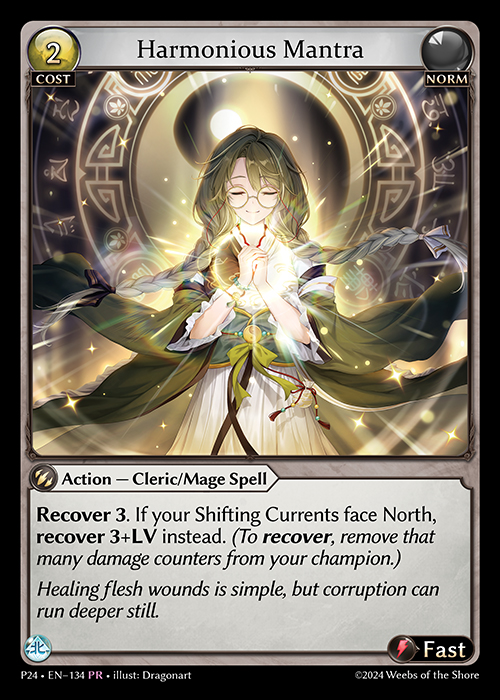 2
Harmonious Mantra
COST
NORM
Action — Cleric/Mage Spell
Recover 3. If your Shifting Currents face North,
recover 3+LV instead. (To recover, remove that
many damage counters from your champion.)
Healing flesh wounds is simple, but corruption can
run deeper still.
北
Fast
P24 • EN–134 PR • illust: Dragonart
©2024 Weebs of the Shore